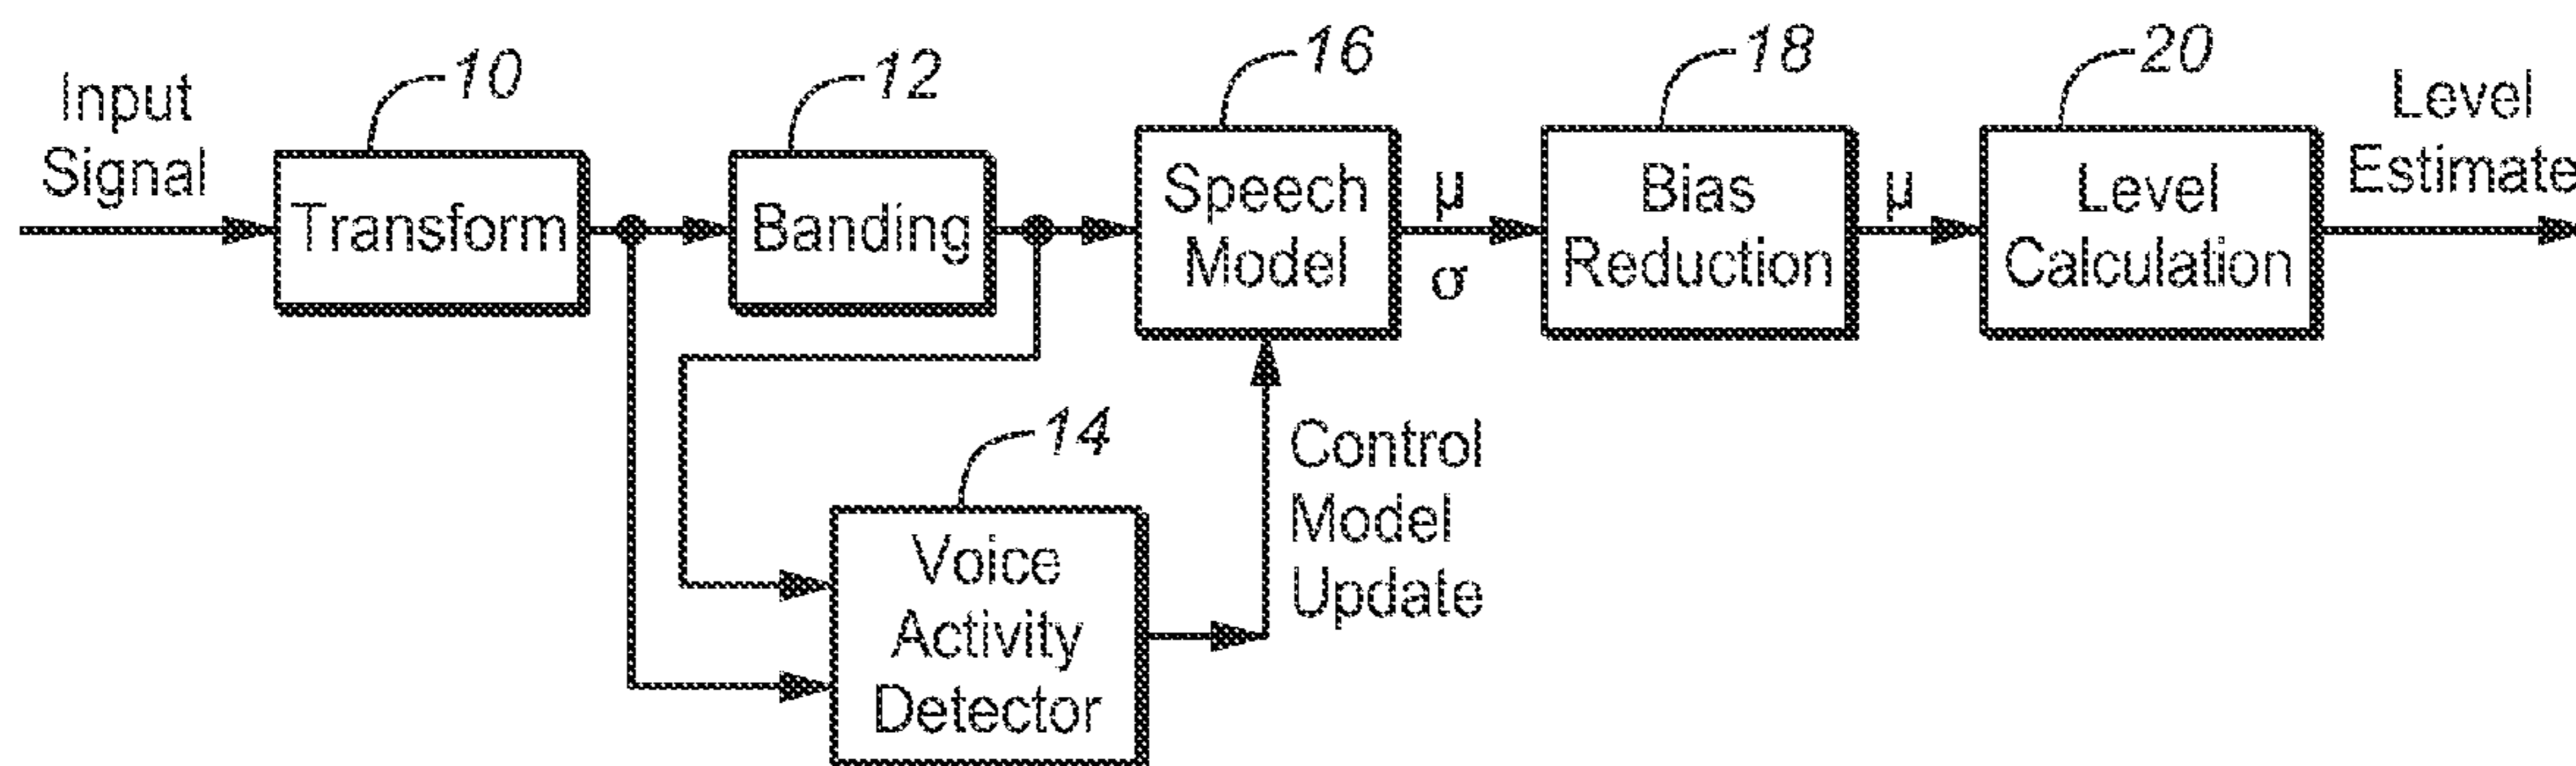 Input
Signal
10
Transform
12
Banding
16
Speech
Model
μ
σ
18
Bias
Reduction
μ
20
Level
Calculation
Level
Estimate
14
Voice
Activity
Detector
Control
Model
Update